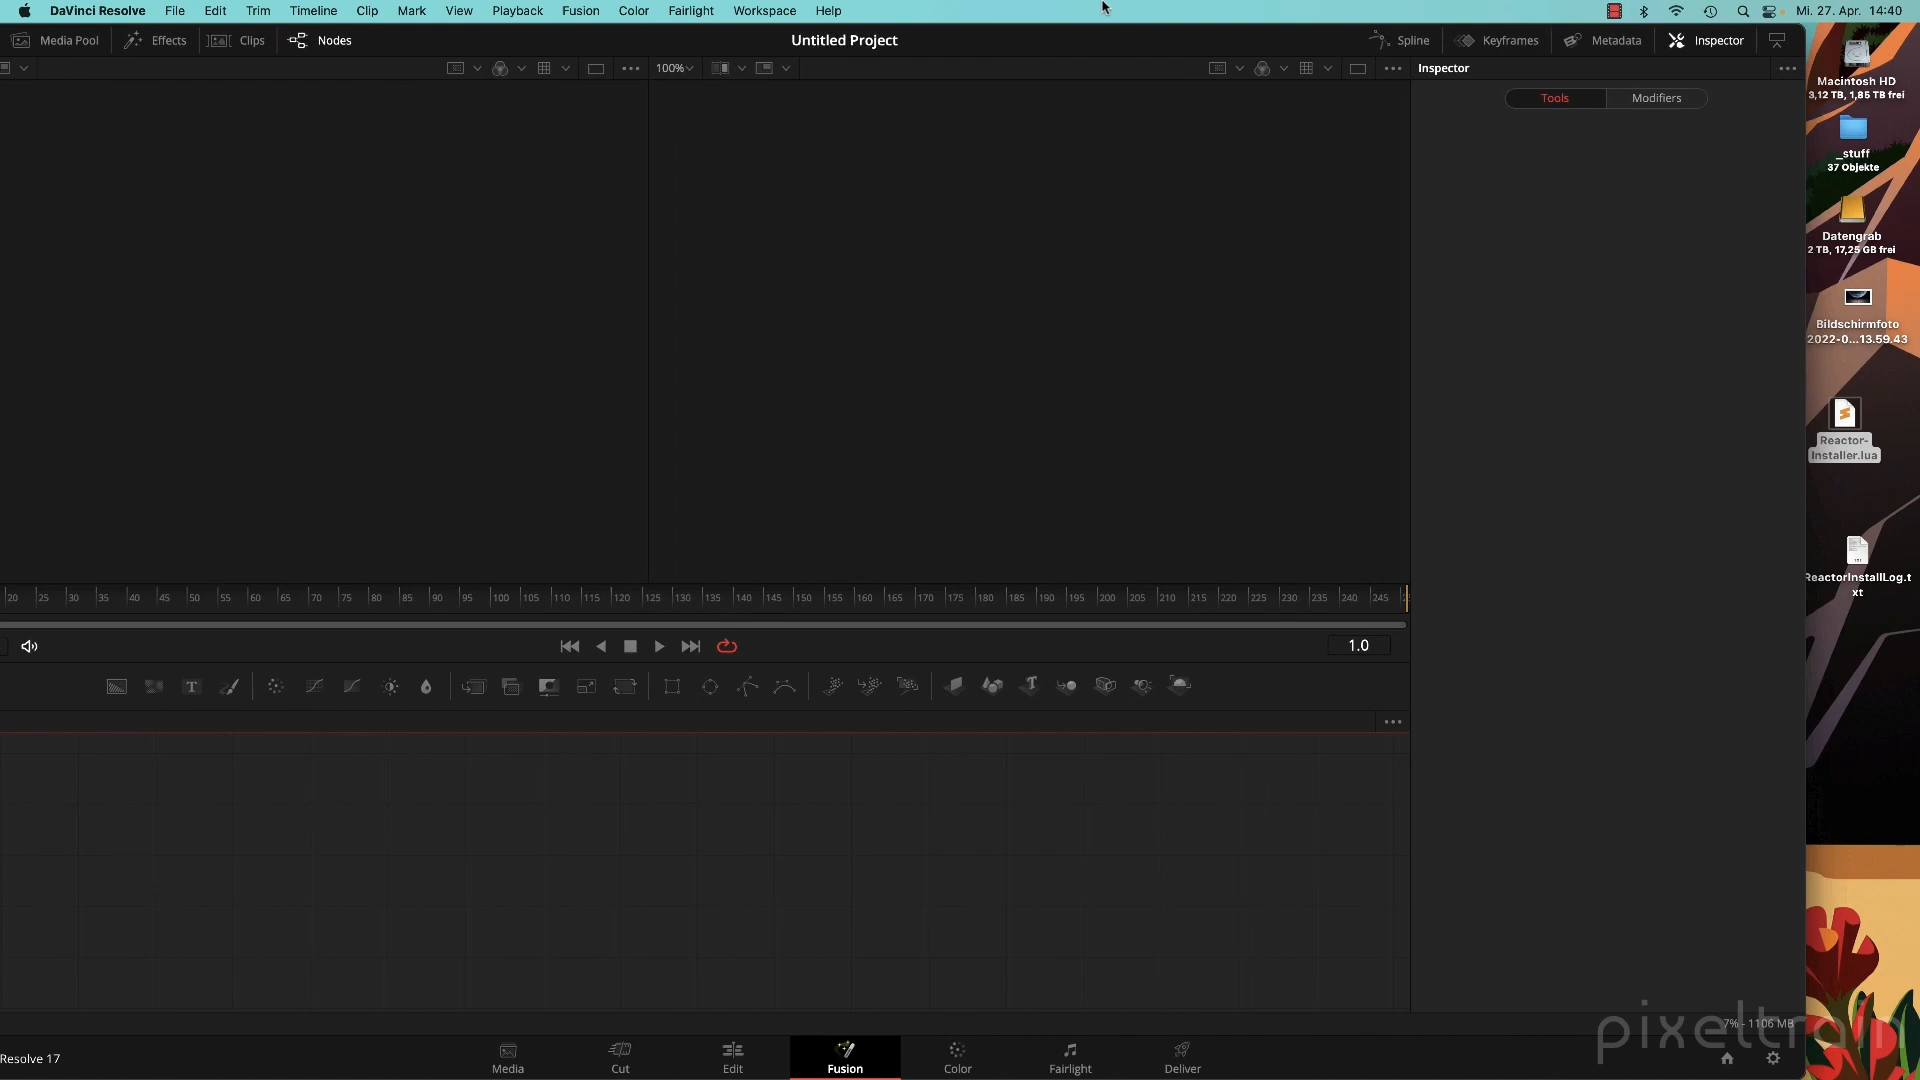 DaVinci Resolve File Edit Trim Timeline Clip Mark View Playback Fusion Color Fairlight Workspace Help Mi. 27. Apr. 14:40
Media Pool Effects Clips Nodes Untitled Project Spline Keyframes Metadata Inspector
100% Inspector
Tools Modifiers
Macintosh HD
3,12 TB, 1,85 TB frei
_stuff
37 Objekte
Datengrab
2 TB, 17,25 GB frei
Bildschirmfoto
2022-0...13.59.43
Reactor-
Installer.lua
ReactorInstallLog.t
xt
20 25 30 35 40 45 50 55 60 65 70 75 80 85 90 95 100 105 110 115 120 125 130 135 140 145 150 155 160 165 170 175 180 185 190 195 200 205 210 215 220 225 230 235 240 245
1.0
T
pixeltrain
7% - 1106 MB
Resolve 17
Media Cut Edit Fusion Color Fairlight Deliver